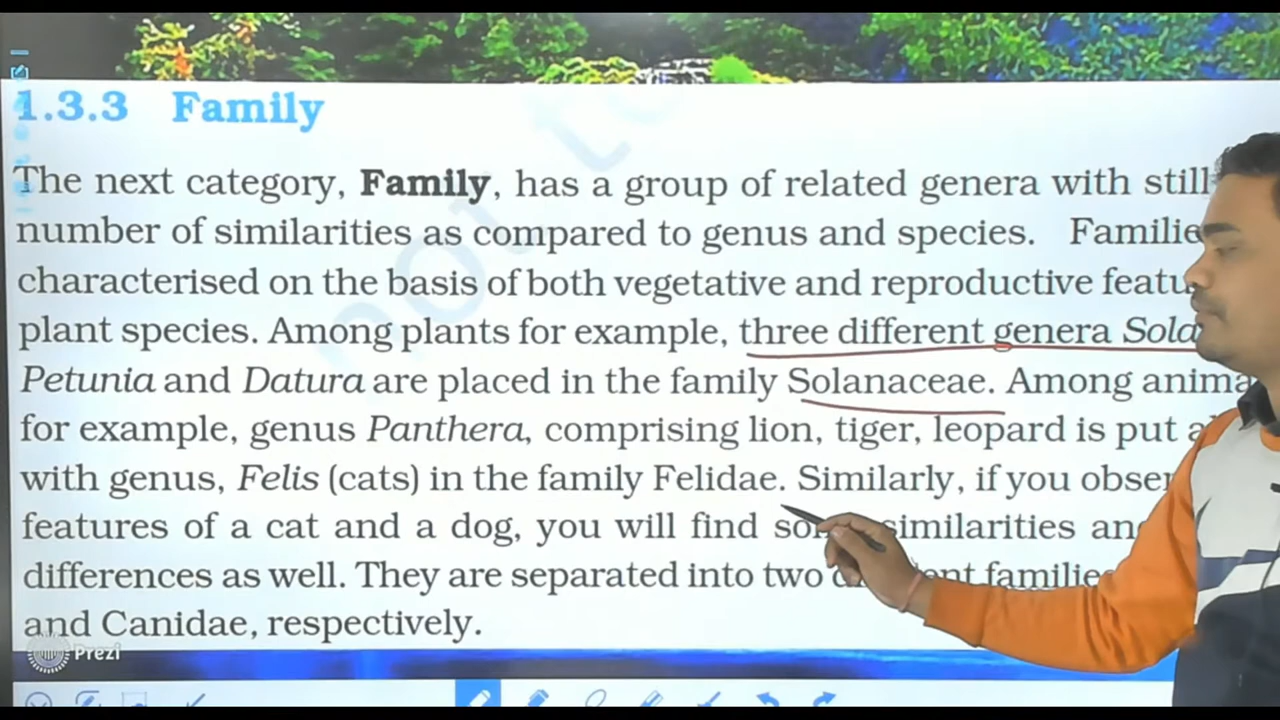 1.3.3 Family
The next category, Family, has a group of related genera with still
number of similarities as compared to genus and species. Familie
characterised on the basis of both vegetative and reproductive featu
plant species. Among plants for example, three different genera Sola
Petunia and Datura are placed in the family Solanaceae. Among anima
for example, genus Panthera, comprising lion, tiger, leopard is put a
with genus, Felis (cats) in the family Felidae. Similarly, if you obser
features of a cat and a dog, you will find similarities an
differences as well. They are separated into two familie
and Canidae, respectively.
Prezi
not to